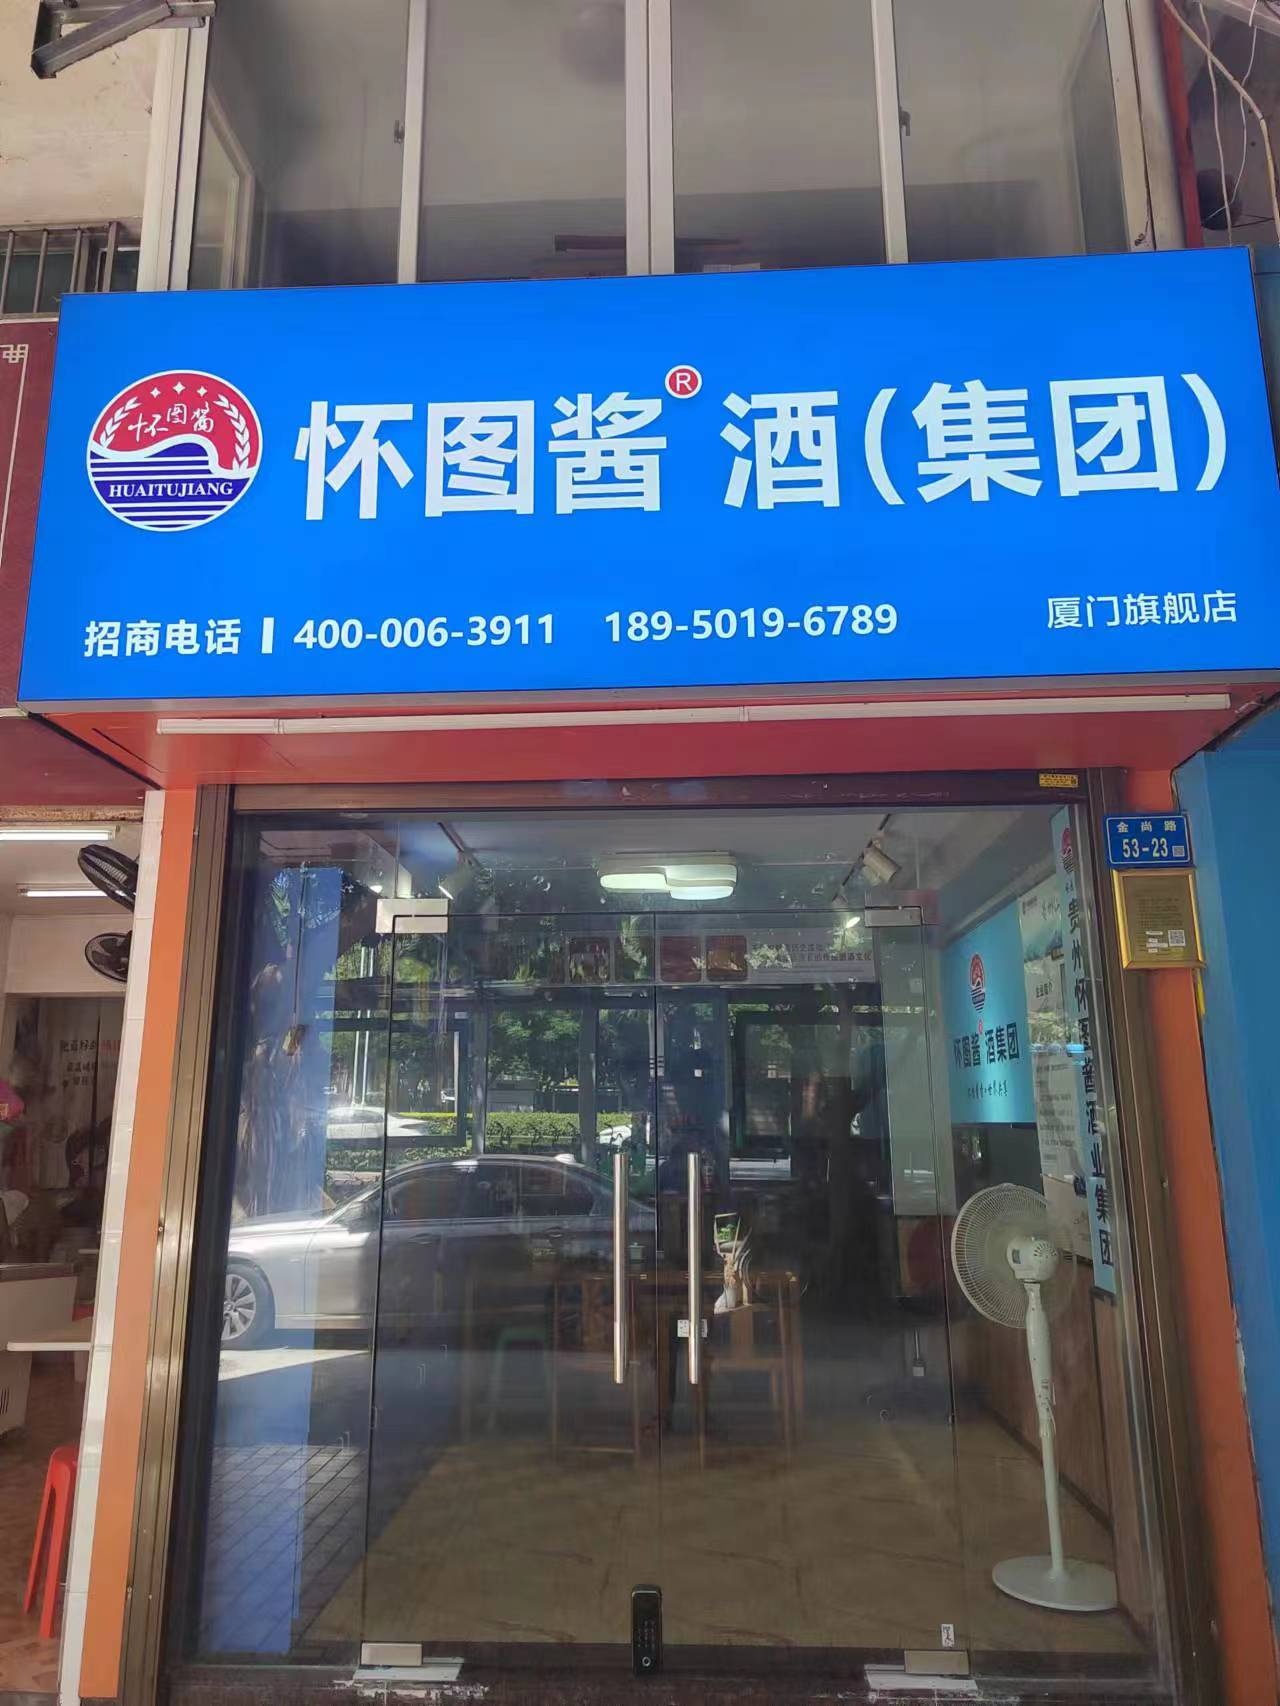 怀图酱
HUAITUJIANG
怀图酱® 酒(集团)
招商电话 400-006-3911 189-5019-6789
厦门旗舰店
金尚路
53-23
怀图酱酒集团
贵州怀图酱酒业集团